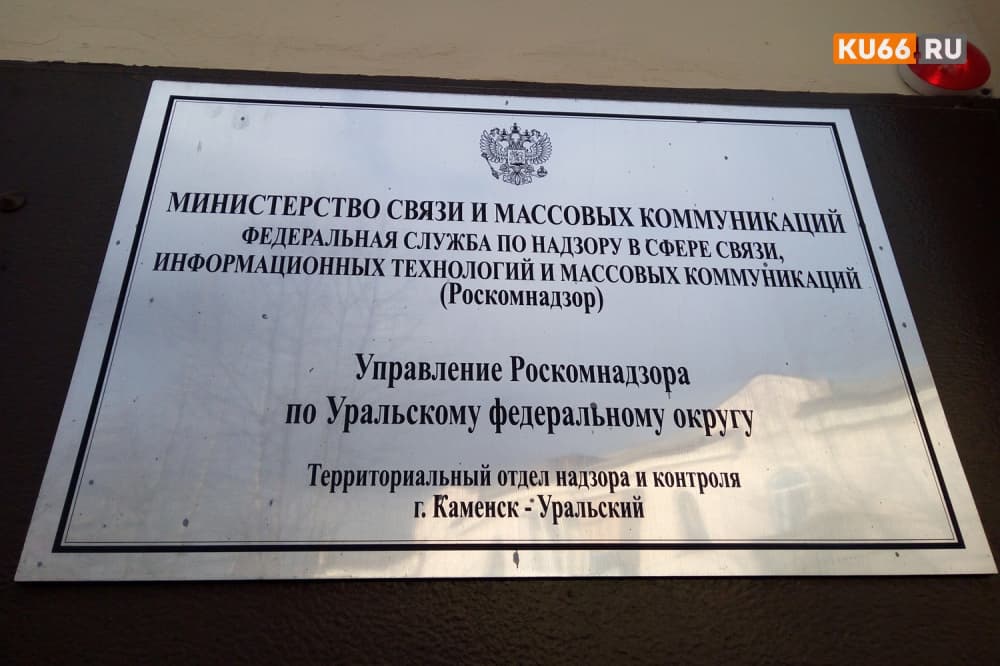 KU66.RU
МИНИСТЕРСТВО СВЯЗИ И МАССОВЫХ КОММУНИКАЦИЙ
ФЕДЕРАЛЬНАЯ СЛУЖБА ПО НАДЗОРУ В СФЕРЕ СВЯЗИ,
ИНФОРМАЦИОННЫХ ТЕХНОЛОГИЙ И МАССОВЫХ КОММУНИКАЦИЙ
(Роскомнадзор)
Управление Роскомнадзора
по Уральскому федеральному округу
Территориальный отдел надзора и контроля
г. Каменск - Уральский